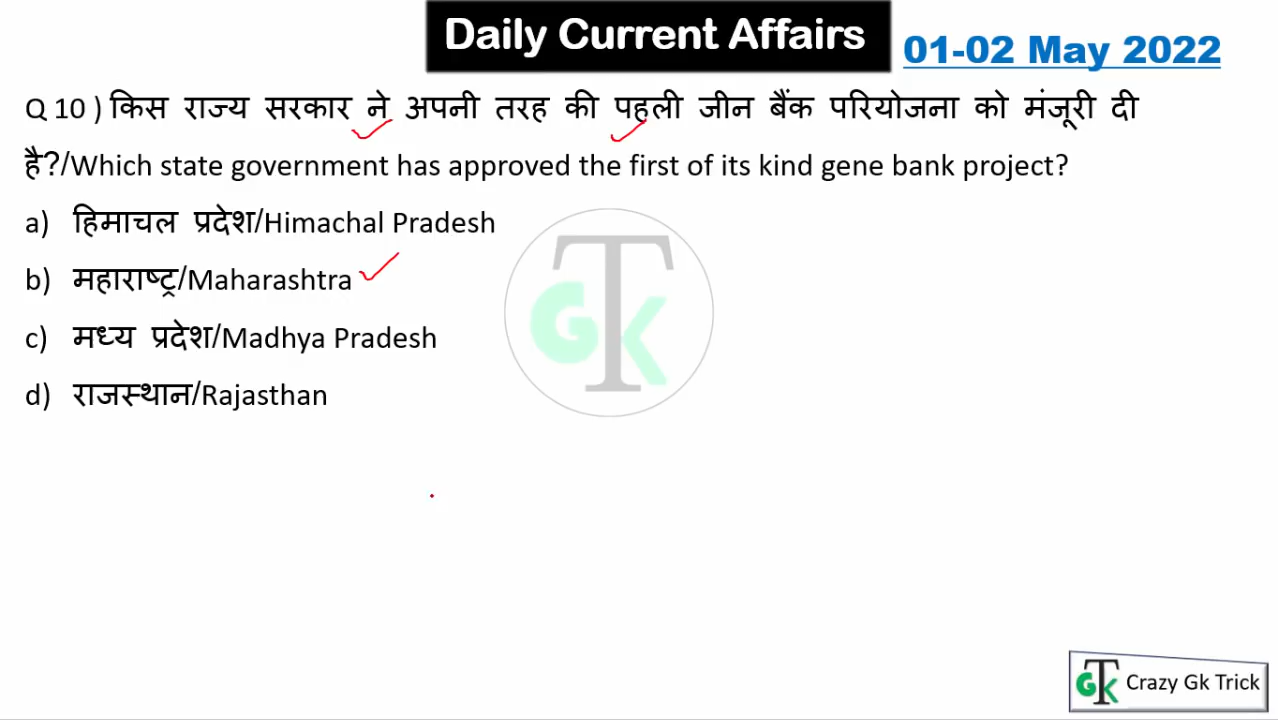 Daily Current Affairs
01-02 May 2022
Q 10 ) किस राज्य सरकार ने अपनी तरह की पहली जीन बैंक परियोजना को मंजूरी दी
है?/Which state government has approved the first of its kind gene bank project?
a) हिमाचल प्रदेश/Himachal Pradesh
b) महाराष्ट्र/Maharashtra
c) मध्य प्रदेश/Madhya Pradesh
d) राजस्थान/Rajasthan
GTK
GTK Crazy Gk Trick